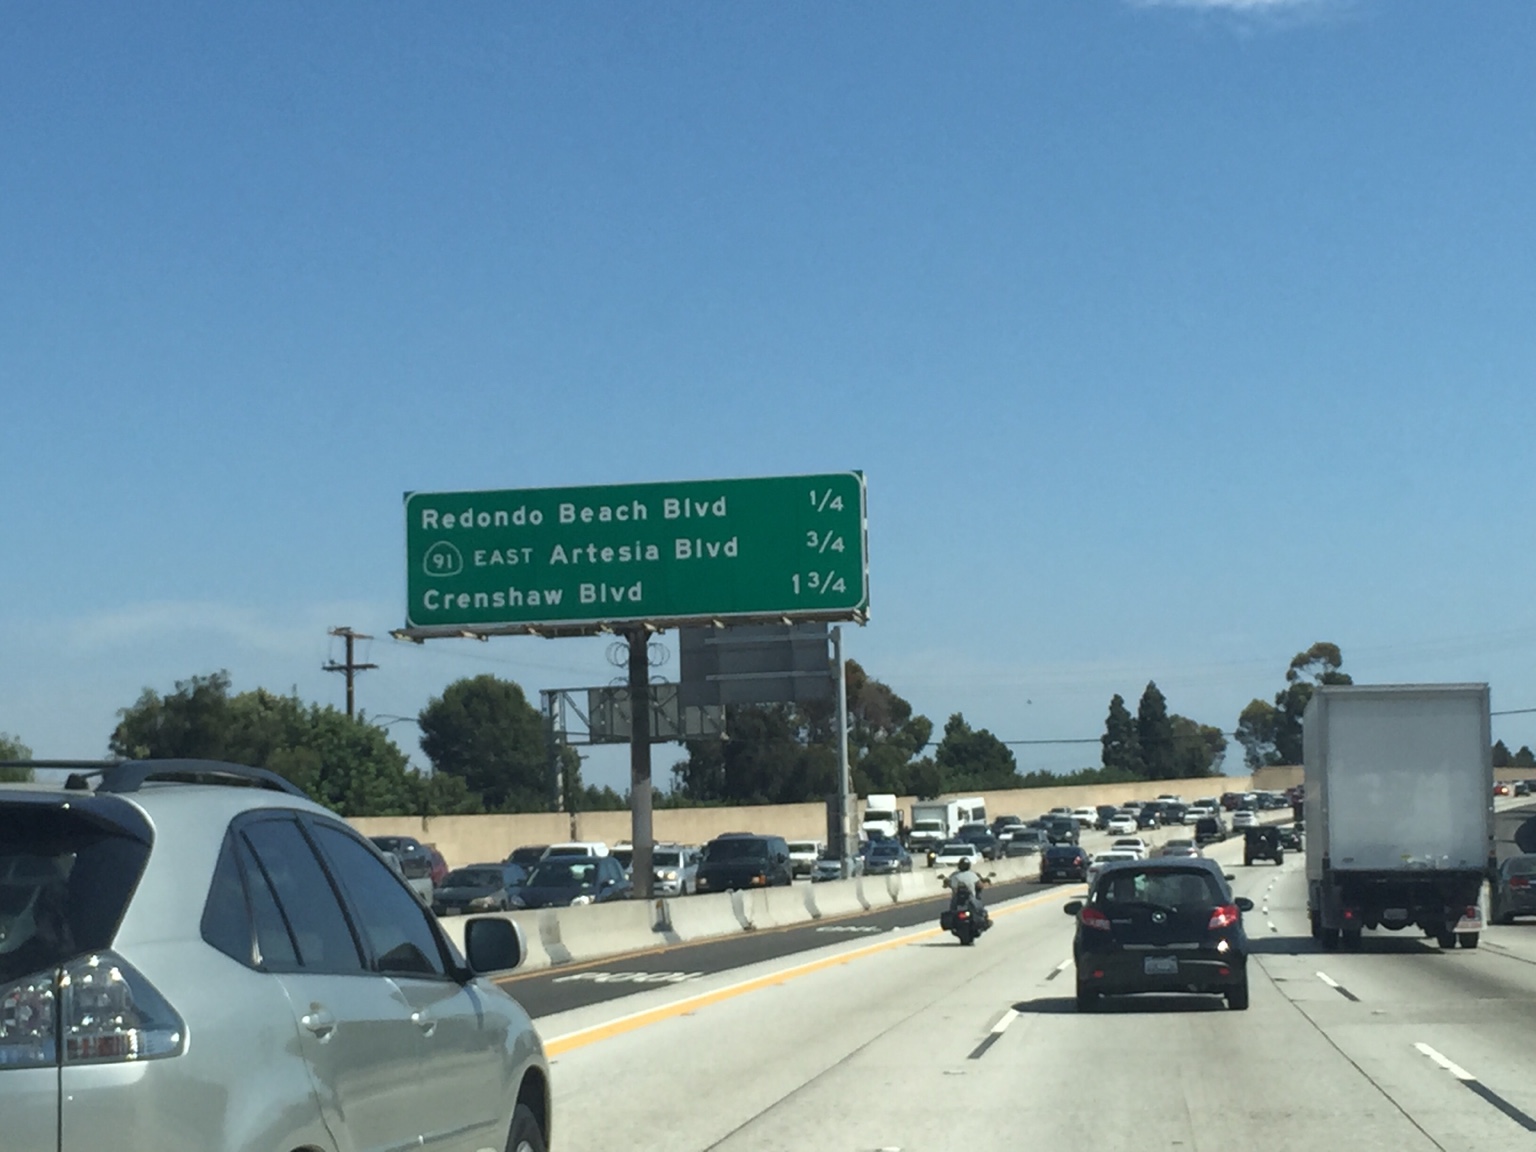 Redondo Beach Blvd 1/4
91 EAST Artesia Blvd 3/4
Crenshaw Blvd 1 3/4